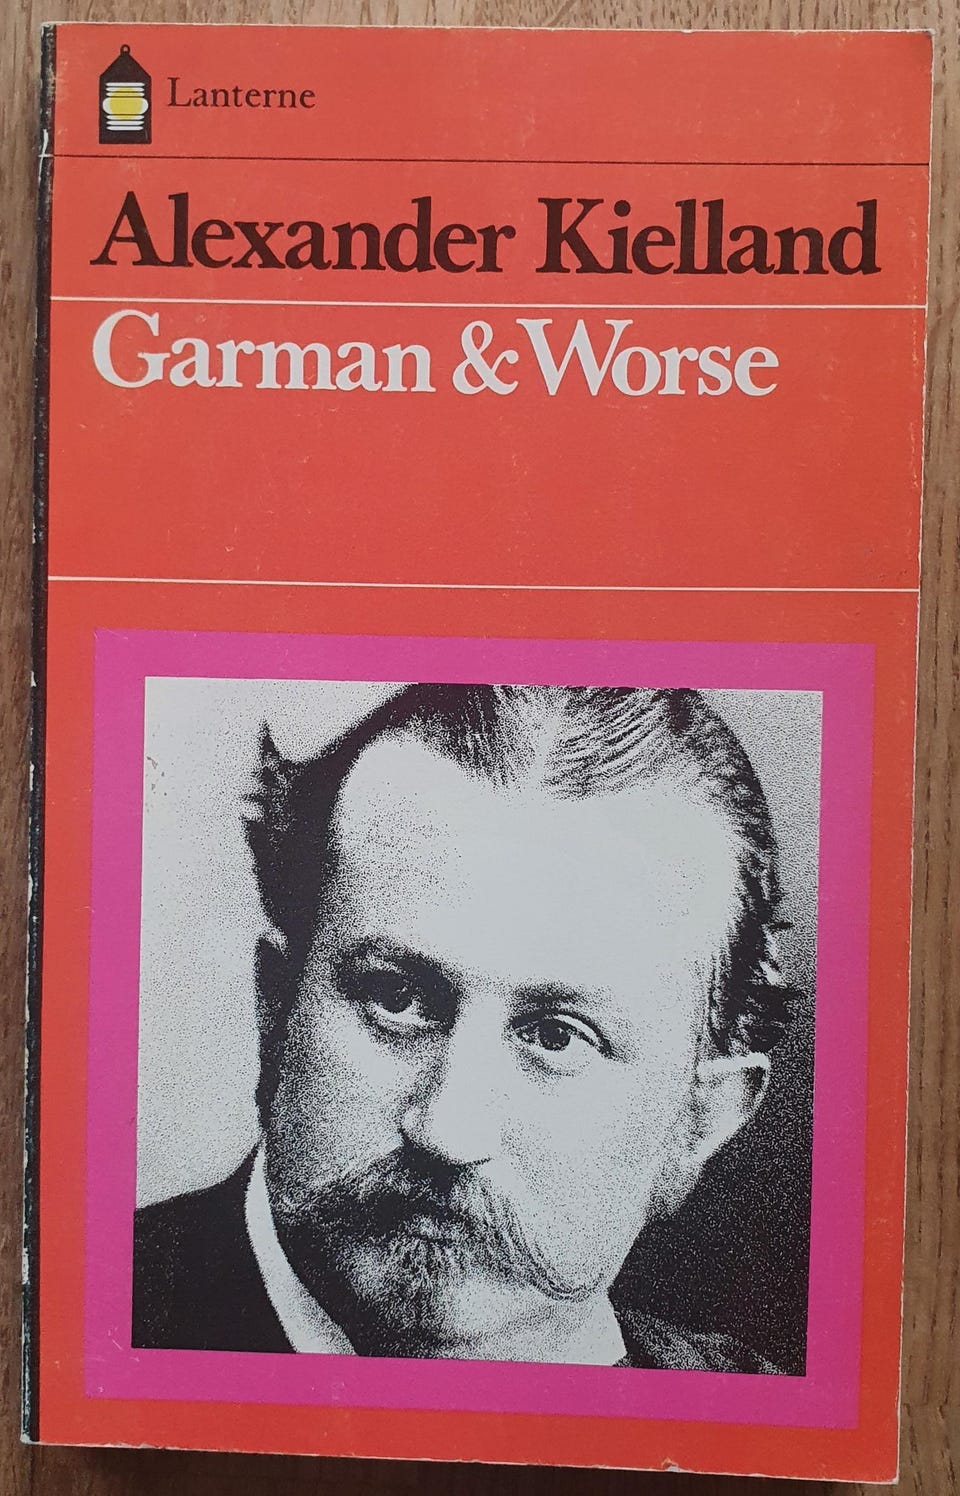 Lanterne
Alexander Kielland
Garman & Worse